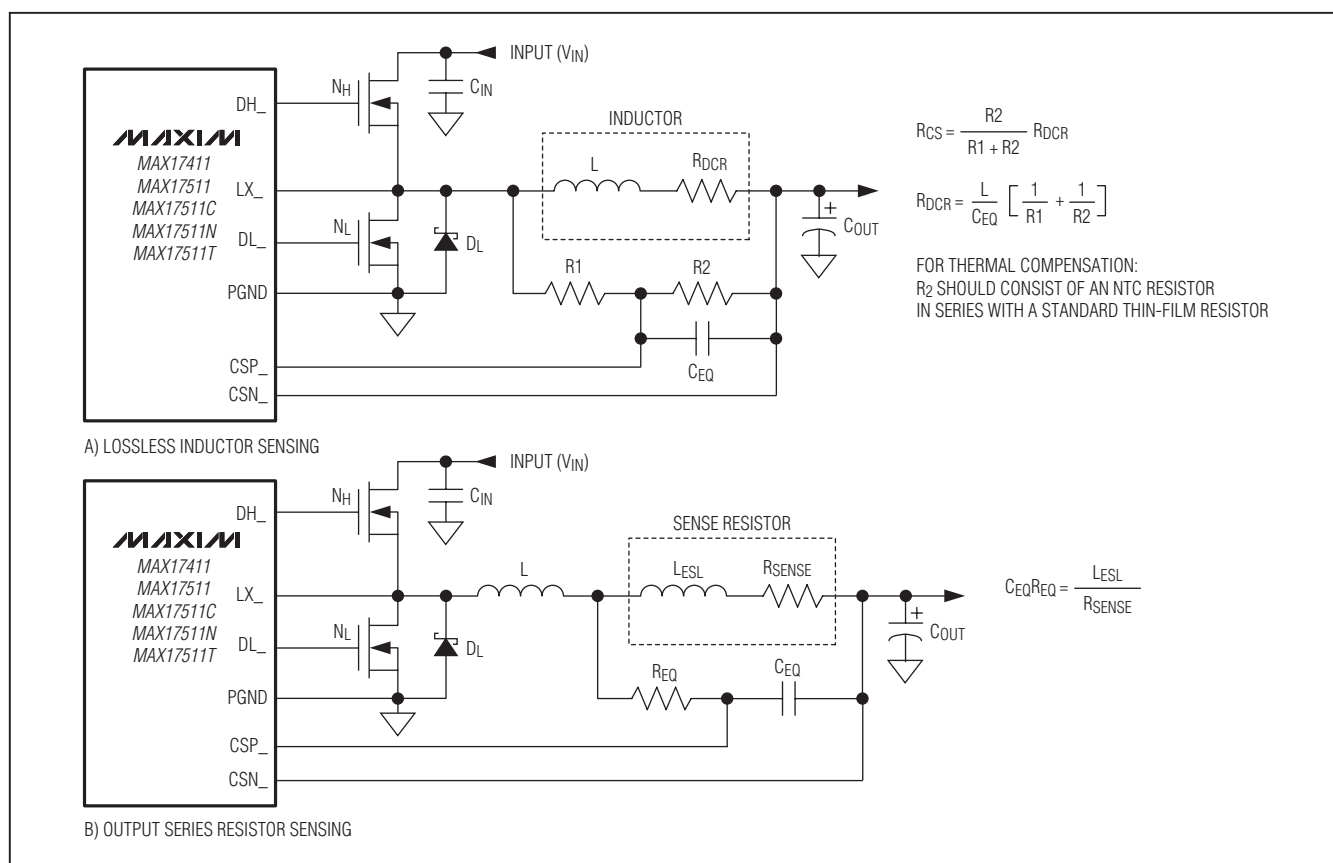 INPUT (VIN)
NH
CIN
DH_
MAXIM
MAX17411
MAX17511
MAX17511C
MAX17511N
MAX17511T
LX_
DL_
PGND
CSP_
CSN_
NL
DL
INDUCTOR
L
RDCR
COUT
+
R1
R2
CEQ
RCS = R2 / (R1 + R2) RDCR
RDCR = L / CEQ [ 1 / R1 + 1 / R2 ]
FOR THERMAL COMPENSATION:
R2 SHOULD CONSIST OF AN NTC RESISTOR
IN SERIES WITH A STANDARD THIN-FILM RESISTOR
A) LOSSLESS INDUCTOR SENSING
INPUT (VIN)
NH
CIN
DH_
MAXIM
MAX17411
MAX17511
MAX17511C
MAX17511N
MAX17511T
LX_
DL_
PGND
CSP_
CSN_
NL
DL
L
SENSE RESISTOR
LESL
RSENSE
COUT
+
REQ
CEQ
CEQREQ = LESL / RSENSE
B) OUTPUT SERIES RESISTOR SENSING